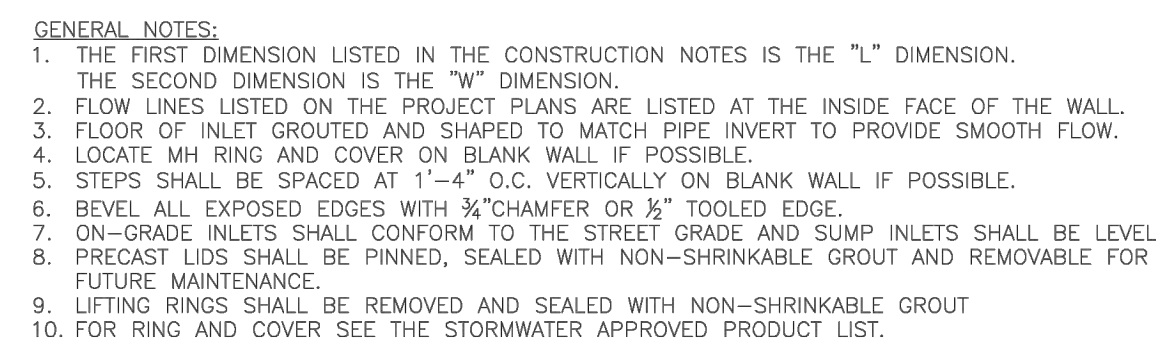 GENERAL NOTES:
1. THE FIRST DIMENSION LISTED IN THE CONSTRUCTION NOTES IS THE "L" DIMENSION.
THE SECOND DIMENSION IS THE "W" DIMENSION.
2. FLOW LINES LISTED ON THE PROJECT PLANS ARE LISTED AT THE INSIDE FACE OF THE WALL.
3. FLOOR OF INLET GROUTED AND SHAPED TO MATCH PIPE INVERT TO PROVIDE SMOOTH FLOW.
4. LOCATE MH RING AND COVER ON BLANK WALL IF POSSIBLE.
5. STEPS SHALL BE SPACED AT 1'-4" O.C. VERTICALLY ON BLANK WALL IF POSSIBLE.
6. BEVEL ALL EXPOSED EDGES WITH ¾"CHAMFER OR ½" TOOLED EDGE.
7. ON-GRADE INLETS SHALL CONFORM TO THE STREET GRADE AND SUMP INLETS SHALL BE LEVEL
8. PRECAST LIDS SHALL BE PINNED, SEALED WITH NON-SHRINKABLE GROUT AND REMOVABLE FOR
FUTURE MAINTENANCE.
9. LIFTING RINGS SHALL BE REMOVED AND SEALED WITH NON-SHRINKABLE GROUT
10. FOR RING AND COVER SEE THE STORMWATER APPROVED PRODUCT LIST.